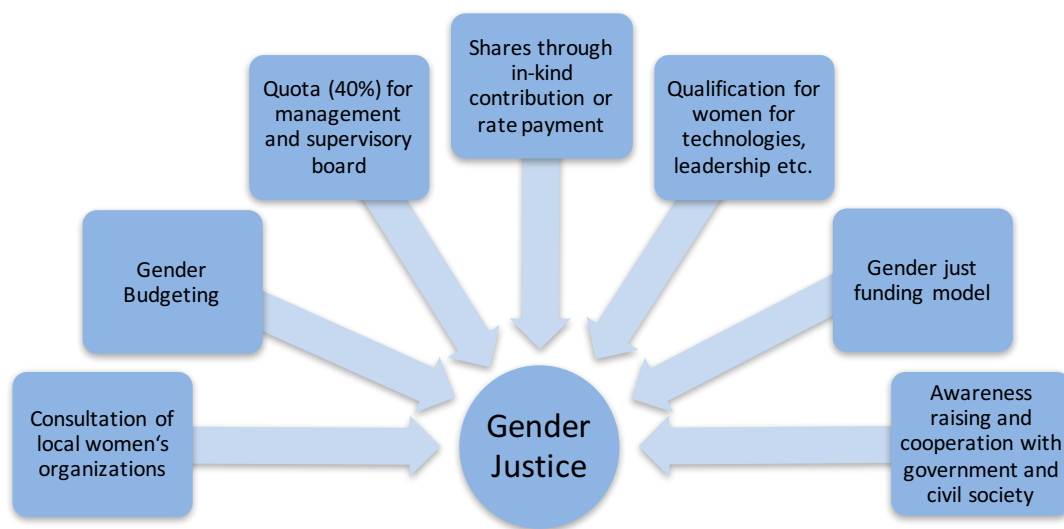 Shares through
in-kind
contribution or
rate payment
Quota (40%) for
management
and supervisory
board
Qualification for
women for
technologies,
leadership etc.
Gender
Budgeting
Gender just
funding model
Consultation of
local women‘s
organizations
Gender
Justice
Awareness
raising and
cooperation with
government and
civil society